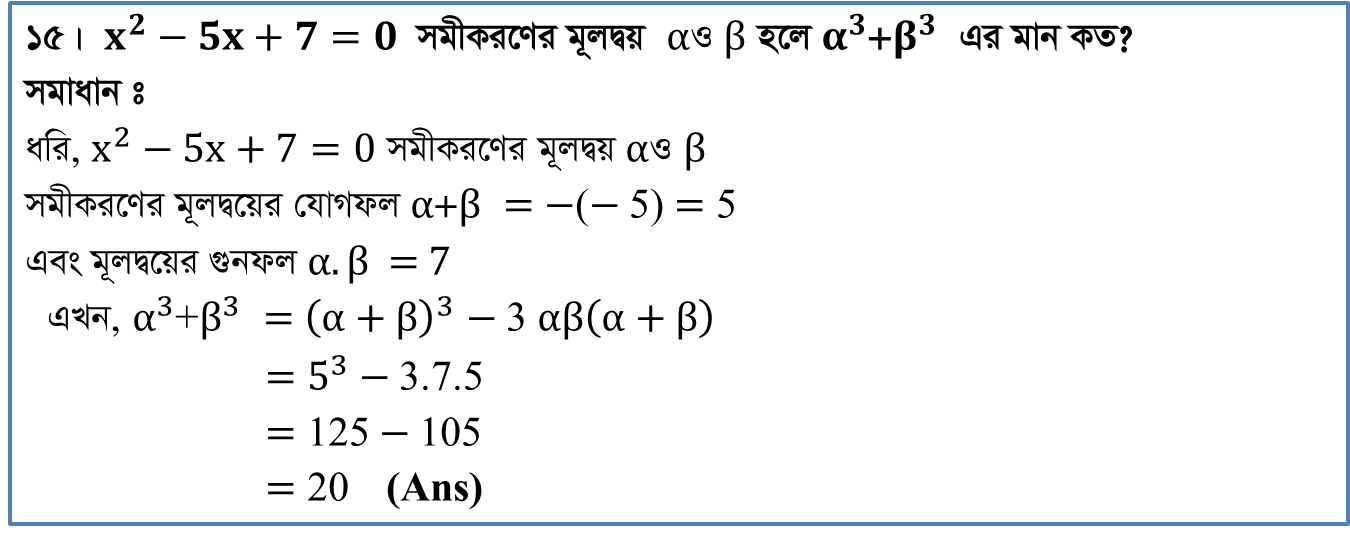 ১৫। x² − 5x + 7 = 0 সমীকরণের মূলদ্বয় αও β হলে α³+β³ এর মান কত?
সমাধান ঃ
ধরি, x² − 5x + 7 = 0 সমীকরণের মূলদ্বয় αও β
সমীকরণের মূলদ্বয়ের যোগফল α+β = −(− 5) = 5
এবং মূলদ্বয়ের গুনফল α. β = 7
এখন, α³+β³ = (α + β)³ − 3 αβ(α + β)
= 5³ − 3.7.5
= 125 − 105
= 20 (Ans)